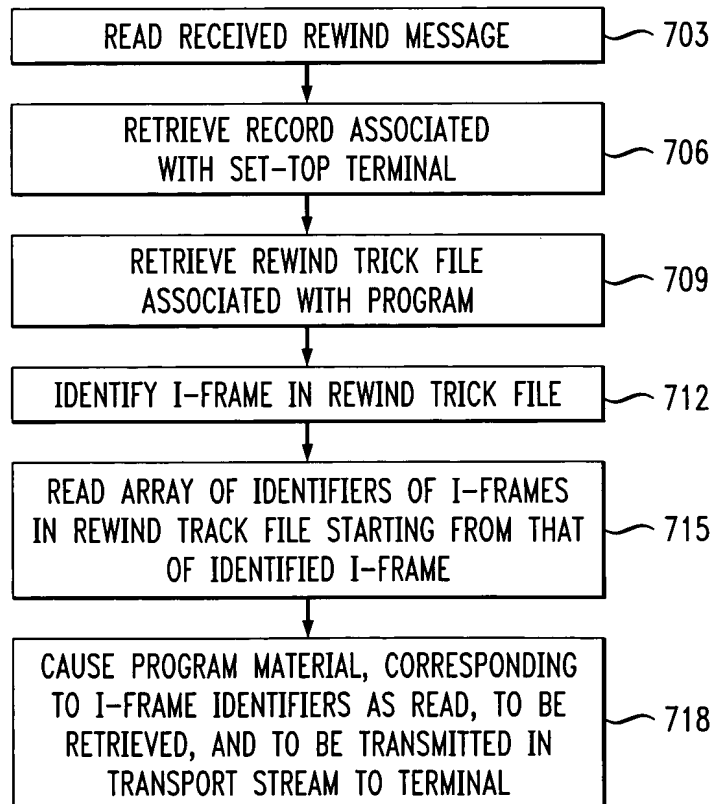 READ RECEIVED REWIND MESSAGE
703
RETRIEVE RECORD ASSOCIATED
WITH SET-TOP TERMINAL
706
RETRIEVE REWIND TRICK FILE
ASSOCIATED WITH PROGRAM
709
IDENTIFY I-FRAME IN REWIND TRICK FILE
712
READ ARRAY OF IDENTIFIERS OF I-FRAMES
IN REWIND TRACK FILE STARTING FROM THAT
OF IDENTIFIED I-FRAME
715
CAUSE PROGRAM MATERIAL, CORRESPONDING
TO I-FRAME IDENTIFIERS AS READ, TO BE
RETRIEVED, AND TO BE TRANSMITTED IN
TRANSPORT STREAM TO TERMINAL
718